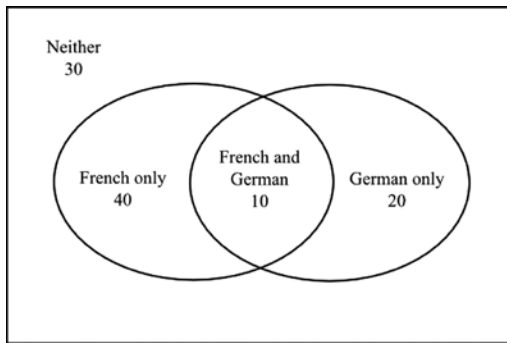 Neither
30
French only
40
French and
German
10
German only
20